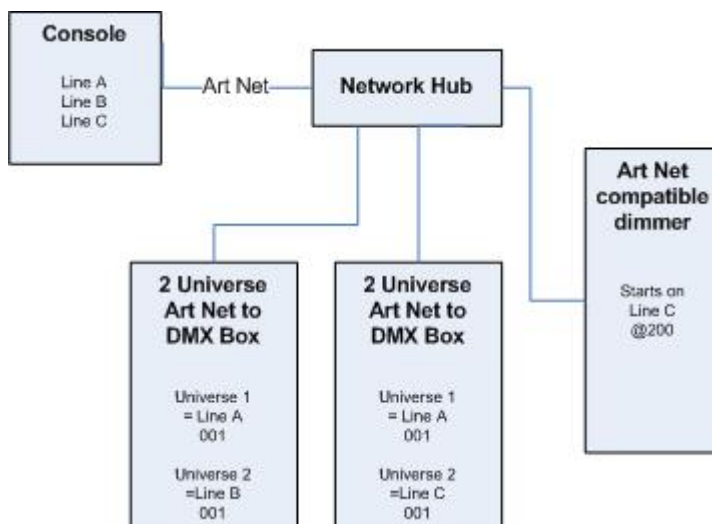 Console
Line A
Line B
Line C
Art Net
Network Hub
Art Net
compatible
dimmer
Starts on
Line C
@200
2 Universe
Art Net to
DMX Box
Universe 1
= Line A
001
Universe 2
=Line B
001
2 Universe
Art Net to
DMX Box
Universe 1
= Line A
001
Universe 2
=Line C
001